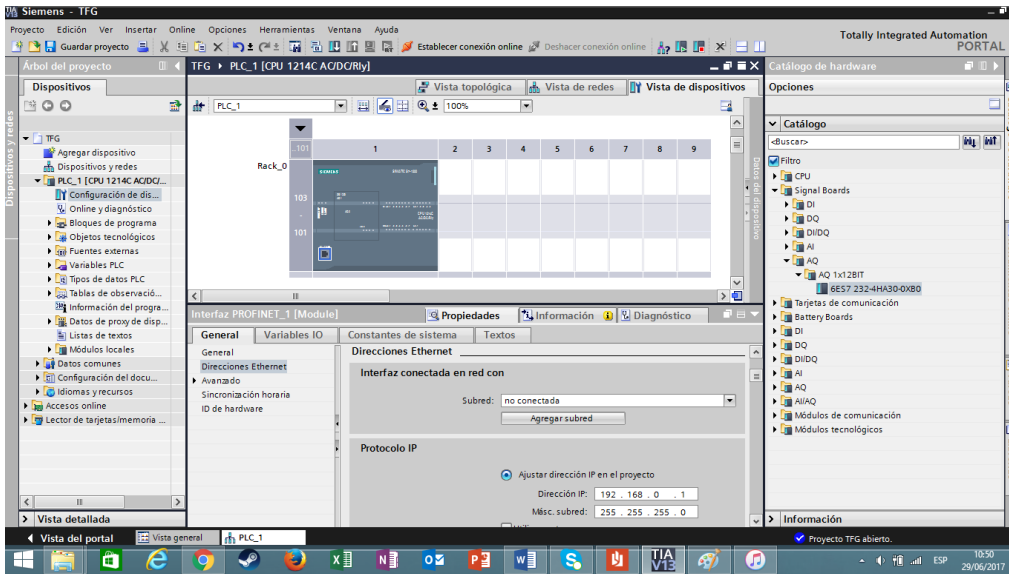 Siemens - TFG
Proyecto Edición Ver Insertar Online Opciones Herramientas Ventana Ayuda
Guardar proyecto Establecer conexión online Deshacer conexión online
Totally Integrated Automation
PORTAL
Árbol del proyecto
TFG PLC_1 [CPU 1214C AC/DC/Rly]
Catálogo de hardware
Dispositivos
Vista topológica Vista de redes Vista de dispositivos
Opciones
PLC_1 100%
Dispositivos y redes
TFG
Agregar dispositivo
Dispositivos y redes
PLC_1 [CPU 1214C AC/DC/...
Configuración de dis...
Online y diagnóstico
Bloques de programa
Objetos tecnológicos
Fuentes externas
Variables PLC
Tipos de datos PLC
Tablas de observació...
Información del progra...
Datos de proxy de disp...
Listas de textos
Módulos locales
Datos comunes
Configuración del docu...
Idiomas y recursos
Accesos online
Lector de tarjetas/memoria ...
Vista detallada
..101 1 2 3 4 5 6 7 8 9
Rack_0
SIEMENS
103
-
101
Datos del dispositivo
Interfaz PROFINET_1 [Module]
Propiedades Información Diagnóstico
General Variables IO Constantes de sistema Textos
General
Direcciones Ethernet
Avanzado
Sincronización horaria
ID de hardware
Direcciones Ethernet
Interfaz conectada en red con
Subred: no conectada
Agregar subred
Protocolo IP
Ajustar dirección IP en el proyecto
Dirección IP: 192 . 168 . 0 . 1
Másc. subred: 255 . 255 . 255 . 0
Catálogo
<Buscar>
Filtro
CPU
Signal Boards
DI
DQ
DI/DQ
AI
AQ
AQ 1x12BIT
6ES7 232-4HA30-0XB0
Tarjetas de comunicación
Battery Boards
DI
DQ
DI/DQ
AI
AQ
AI/AQ
Módulos de comunicación
Módulos tecnológicos
Información
Vista del portal Vista general PLC_1
Proyecto TFG abierto.
TIA
V13
ESP
10:50
29/06/2017